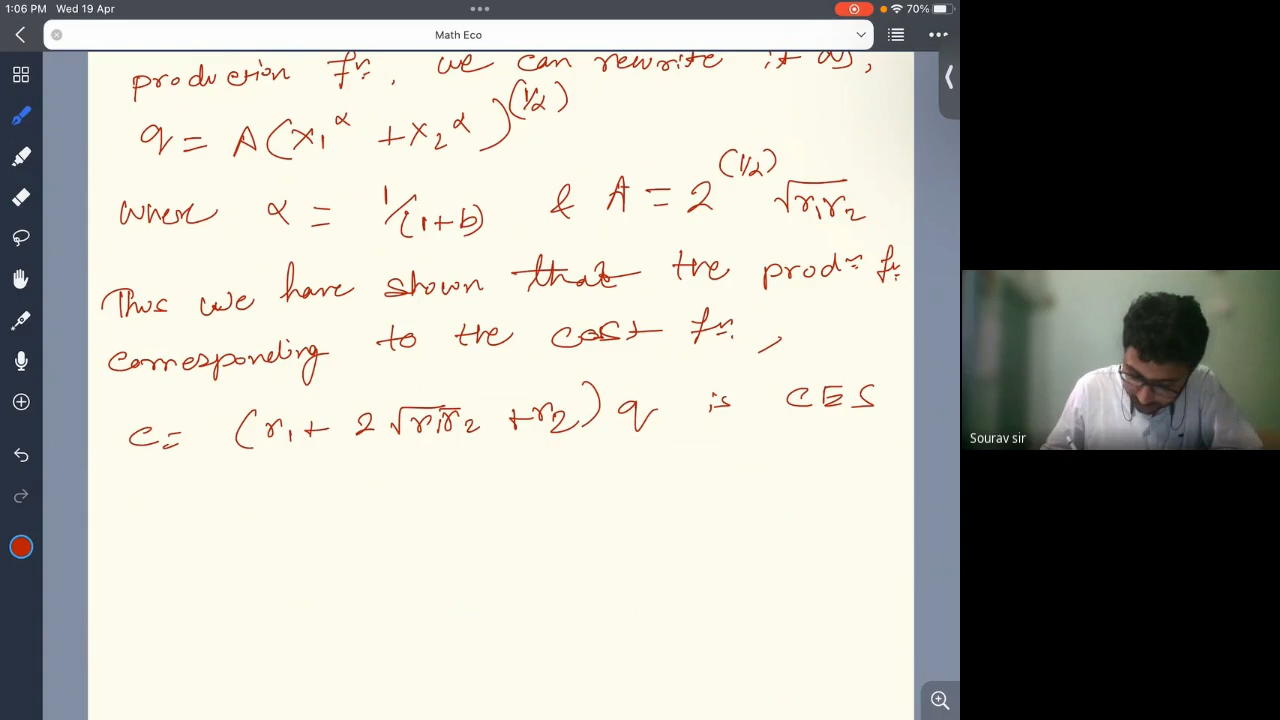 1:06 PM Wed 19 Apr
70%
Math Eco
production fn. we can rewrite it as,
q = A(x₁^α + x₂^α)^(1/α)
where α = 1/(1+b) & A = 2^(1/2) √r₁r₂
Thus we have shown that the prodⁿ fn.
corresponding to the cost fn. ,
c = (r₁ + 2√r₁r₂ + r₂) q is CES
Sourav sir